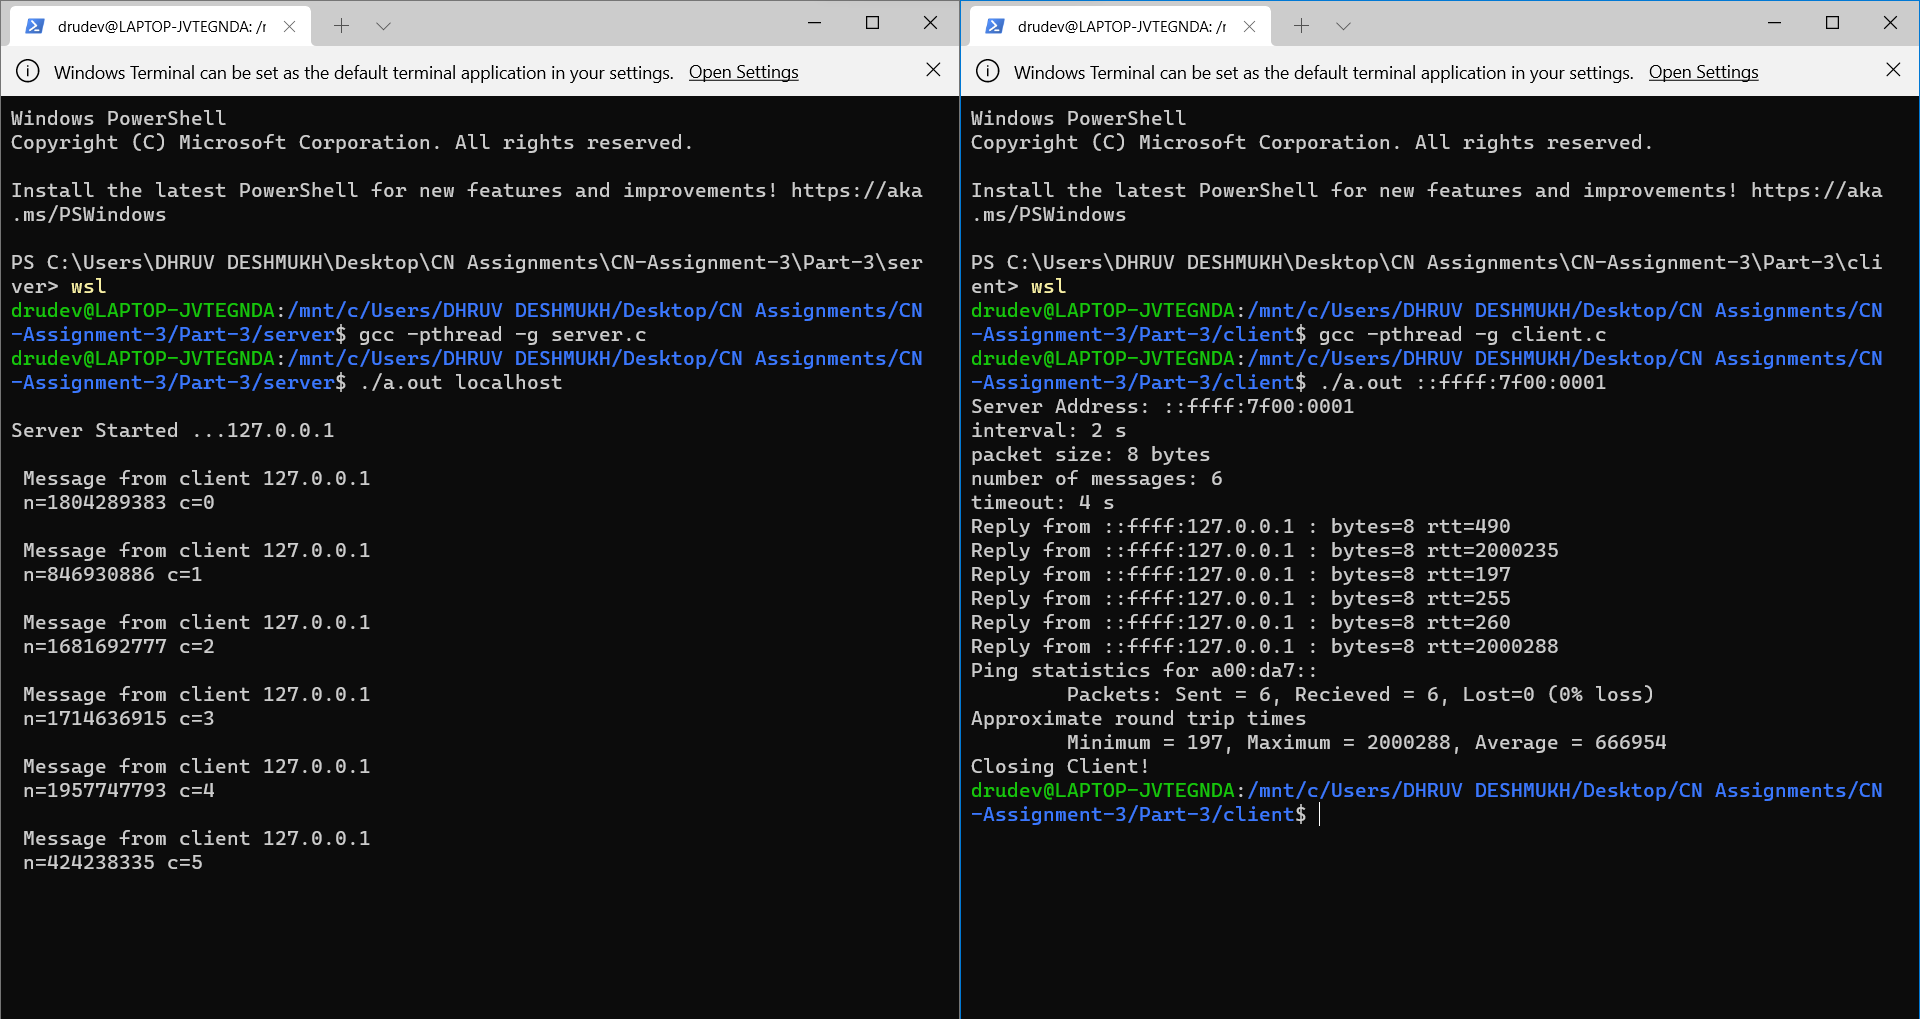 drudev@LAPTOP-JVTEGNDA: /r
Windows Terminal can be set as the default terminal application in your settings. Open Settings
Windows PowerShell
Copyright (C) Microsoft Corporation. All rights reserved.
Install the latest PowerShell for new features and improvements! https://aka
.ms/PSWindows
PS C:\Users\DHRUV DESHMUKH\Desktop\CN Assignments\CN-Assignment-3\Part-3\ser
ver> wsl
drudev@LAPTOP-JVTEGNDA:/mnt/c/Users/DHRUV DESHMUKH/Desktop/CN Assignments/CN
-Assignment-3/Part-3/server$ gcc -pthread -g server.c
drudev@LAPTOP-JVTEGNDA:/mnt/c/Users/DHRUV DESHMUKH/Desktop/CN Assignments/CN
-Assignment-3/Part-3/server$ ./a.out localhost
Server Started ...127.0.0.1
Message from client 127.0.0.1
n=1804289383 c=0
Message from client 127.0.0.1
n=846930886 c=1
Message from client 127.0.0.1
n=1681692777 c=2
Message from client 127.0.0.1
n=1714636915 c=3
Message from client 127.0.0.1
n=1957747793 c=4
Message from client 127.0.0.1
n=424238335 c=5
drudev@LAPTOP-JVTEGNDA: /r
Windows Terminal can be set as the default terminal application in your settings. Open Settings
Windows PowerShell
Copyright (C) Microsoft Corporation. All rights reserved.
Install the latest PowerShell for new features and improvements! https://aka
.ms/PSWindows
PS C:\Users\DHRUV DESHMUKH\Desktop\CN Assignments\CN-Assignment-3\Part-3\cli
ent> wsl
drudev@LAPTOP-JVTEGNDA:/mnt/c/Users/DHRUV DESHMUKH/Desktop/CN Assignments/CN
-Assignment-3/Part-3/client$ gcc -pthread -g client.c
drudev@LAPTOP-JVTEGNDA:/mnt/c/Users/DHRUV DESHMUKH/Desktop/CN Assignments/CN
-Assignment-3/Part-3/client$ ./a.out ::ffff:7f00:0001
Server Address: ::ffff:7f00:0001
interval: 2 s
packet size: 8 bytes
number of messages: 6
timeout: 4 s
Reply from ::ffff:127.0.0.1 : bytes=8 rtt=490
Reply from ::ffff:127.0.0.1 : bytes=8 rtt=2000235
Reply from ::ffff:127.0.0.1 : bytes=8 rtt=197
Reply from ::ffff:127.0.0.1 : bytes=8 rtt=255
Reply from ::ffff:127.0.0.1 : bytes=8 rtt=260
Reply from ::ffff:127.0.0.1 : bytes=8 rtt=2000288
Ping statistics for a00:da7::
Packets: Sent = 6, Recieved = 6, Lost=0 (0% loss)
Approximate round trip times
Minimum = 197, Maximum = 2000288, Average = 666954
Closing Client!
drudev@LAPTOP-JVTEGNDA:/mnt/c/Users/DHRUV DESHMUKH/Desktop/CN Assignments/CN
-Assignment-3/Part-3/client$